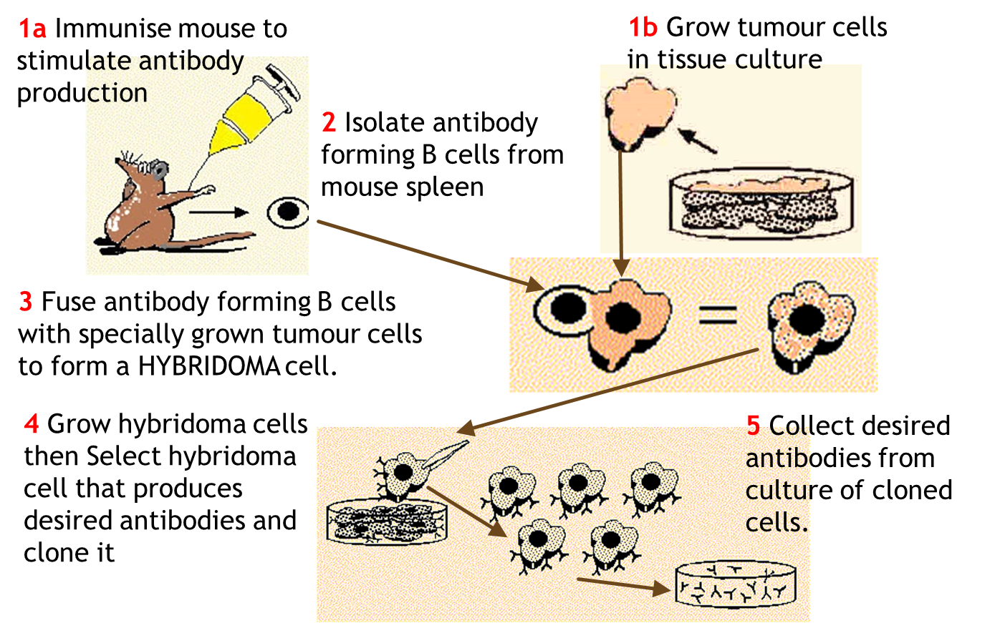 1a Immunise mouse to
stimulate antibody
production
1b Grow tumour cells
in tissue culture
2 Isolate antibody
forming B cells from
mouse spleen
3 Fuse antibody forming B cells
with specially grown tumour cells
to form a HYBRIDOMA cell.
4 Grow hybridoma cells
then Select hybridoma
cell that produces
desired antibodies and
clone it
5 Collect desired
antibodies from
culture of cloned
cells.